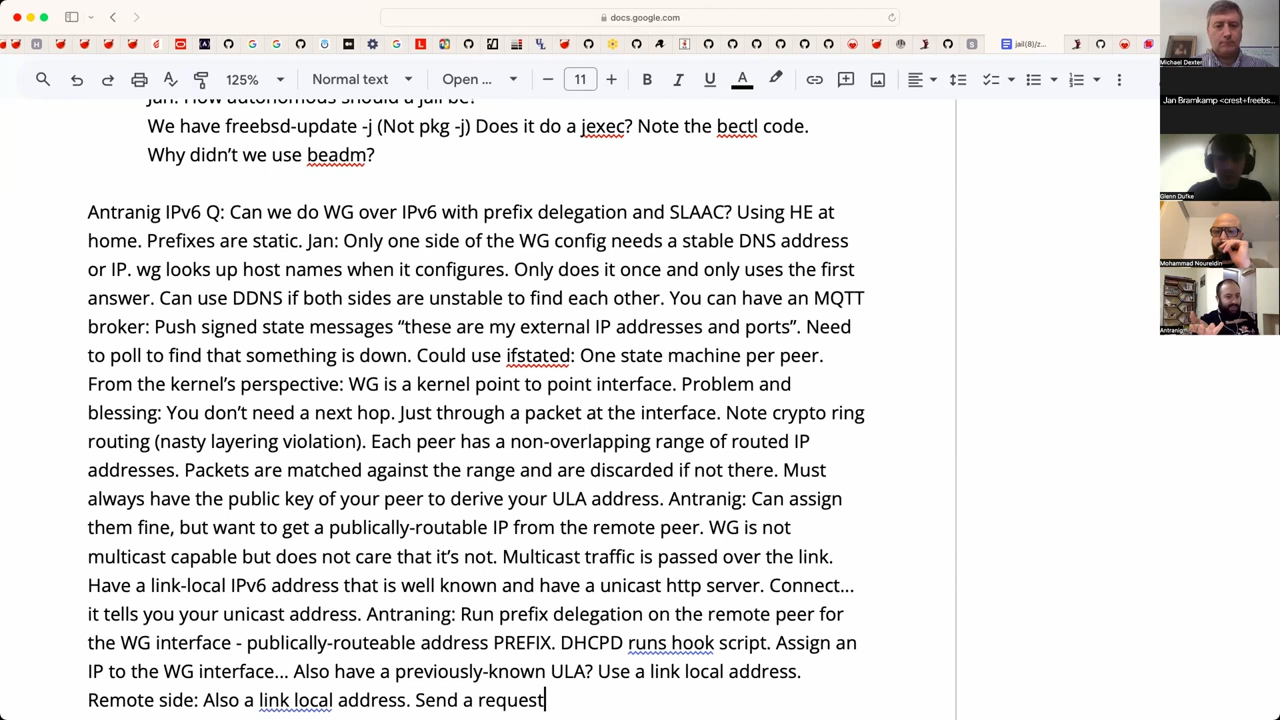 docs.google.com
jail(8)/z...
125%
Normal text
Open ...
11
Jan: How autonomous should a jail be?
We have freebsd-update -j (Not pkg -j) Does it do a jexec? Note the bectl code.
Why didn’t we use beadm?
Antranig IPv6 Q: Can we do WG over IPv6 with prefix delegation and SLAAC? Using HE at
home. Prefixes are static. Jan: Only one side of the WG config needs a stable DNS address
or IP. wg looks up host names when it configures. Only does it once and only uses the first
answer. Can use DDNS if both sides are unstable to find each other. You can have an MQTT
broker: Push signed state messages “these are my external IP addresses and ports”. Need
to poll to find that something is down. Could use ifstated: One state machine per peer.
From the kernel’s perspective: WG is a kernel point to point interface. Problem and
blessing: You don’t need a next hop. Just through a packet at the interface. Note crypto ring
routing (nasty layering violation). Each peer has a non-overlapping range of routed IP
addresses. Packets are matched against the range and are discarded if not there. Must
always have the public key of your peer to derive your ULA address. Antranig: Can assign
them fine, but want to get a publically-routable IP from the remote peer. WG is not
multicast capable but does not care that it’s not. Multicast traffic is passed over the link.
Have a link-local IPv6 address that is well known and have a unicast http server. Connect...
it tells you your unicast address. Antraning: Run prefix delegation on the remote peer for
the WG interface - publically-routeable address PREFIX. DHCPD runs hook script. Assign an
IP to the WG interface... Also have a previously-known ULA? Use a link local address.
Remote side: Also a link local address. Send a request
Michael Dexter
Jan Bramkamp <crest+freebs...
Glenn Dufke
Mohammad Noureldin
Antranig